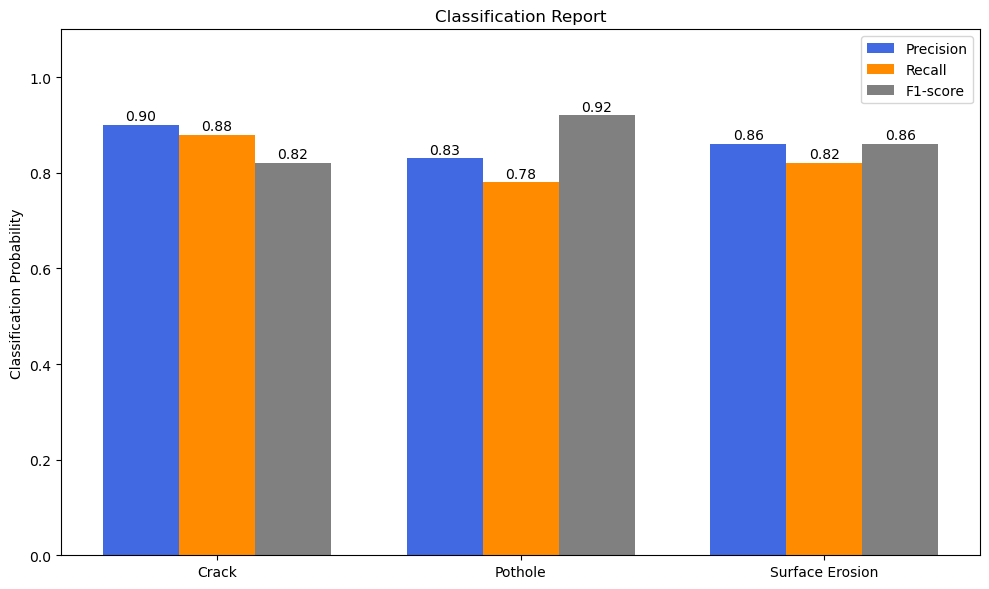 Classification Report
Precision
Recall
F1-score
Classification Probability
1.0
0.8
0.6
0.4
0.2
0.0
0.90
0.88
0.82
0.83
0.78
0.92
0.86
0.82
0.86
Crack
Pothole
Surface Erosion